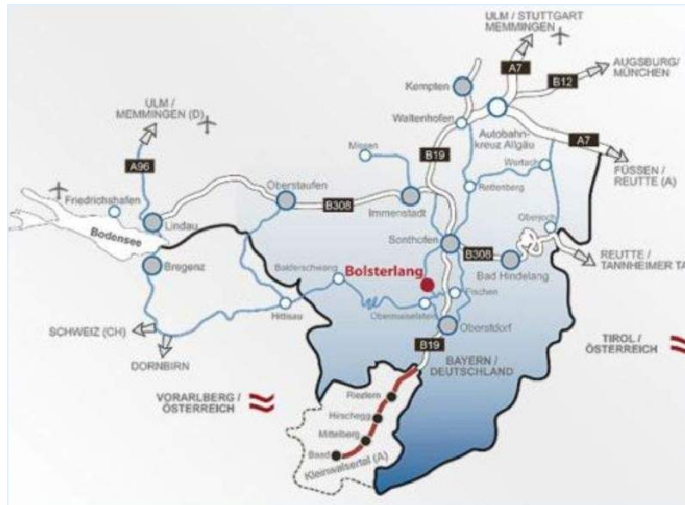 ULM / STUTTGART
MEMMINGEN
A7
B12
AUGSBURG/
MÜNCHEN
Kempten
ULM /
MEMMINGEN (D)
Waltenhofen
Autobahn-
kreuz Allgäu
A7
B19
Missen
Wertach
A96
FÜSSEN /
REUTTE (A)
Oberstaufen
Rettenberg
Friedrichshafen
B308
Immenstadt
Oberjoch
Lindau
Bodensee
Sonthofen
B308
REUTTE /
TANNHEIMER TA
Bregenz
Balderschwang
Bolsterlang
Bad Hindelang
Fischen
Hittisau
Obermaiselstein
SCHWEIZ (CH)
Oberstdorf
B19
TIROL /
ÖSTERREICH
DORNBIRN
BAYERN /
DEUTSCHLAND
VORARLBERG /
ÖSTERREICH
Riezlern
Hirschegg
Mittelberg
Baad
Kleinwalsertal (A)